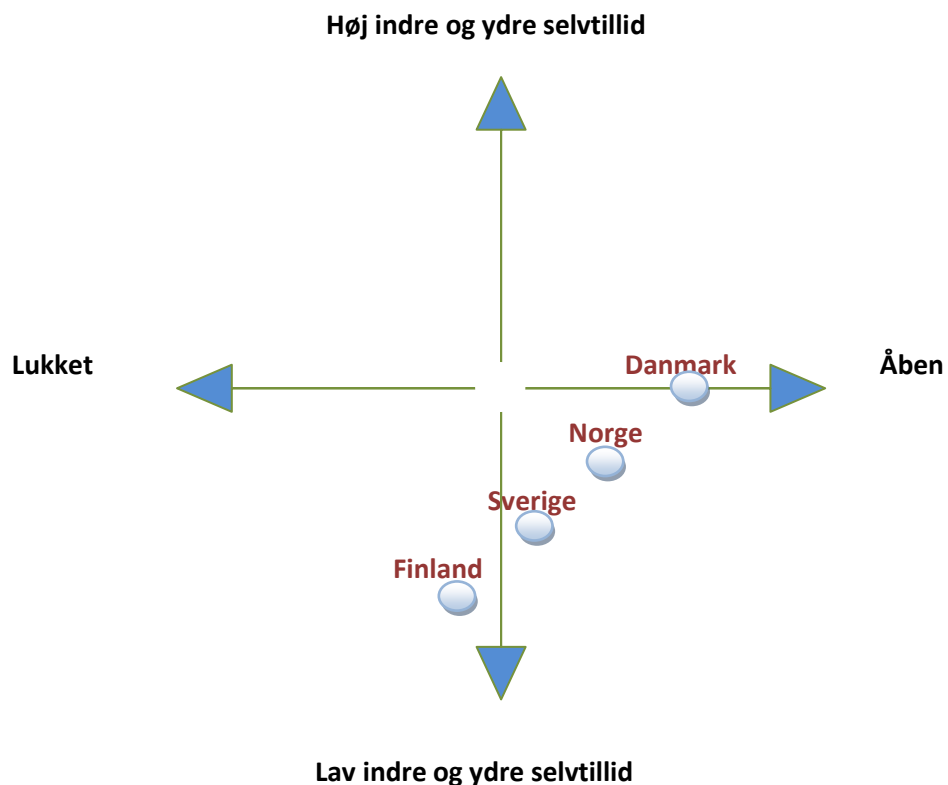 Høj indre og ydre selvtillid
Lukket
Danmark
Åben
Norge
Sverige
Finland
Lav indre og ydre selvtillid